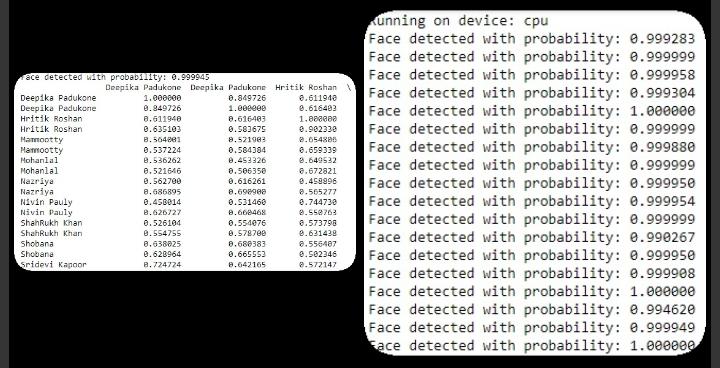 Face detected with probability: 0.999945
Deepika Padukone Deepika Padukone Hritik Roshan \
Deepika Padukone 1.000000 0.849726 0.611940
Deepika Padukone 0.849726 1.000000 0.616403
Hritik Roshan 0.611940 0.616403 1.000000
Hritik Roshan 0.635103 0.583675 0.902330
Mammootty 0.564001 0.521903 0.654806
Mammootty 0.537224 0.584384 0.659339
Mohanlal 0.536262 0.453326 0.649532
Mohanlal 0.521646 0.506350 0.672821
Nazriya 0.562700 0.616261 0.458896
Nazriya 0.686895 0.690900 0.565277
Nivin Pauly 0.458014 0.531460 0.744730
Nivin Pauly 0.626727 0.660468 0.550763
ShahRukh Khan 0.526104 0.554076 0.573798
ShahRukh Khan 0.554755 0.578700 0.631438
Shobana 0.638025 0.680383 0.556407
Shobana 0.628964 0.665553 0.502346
Sridevi Kapoor 0.724724 0.642165 0.572147
Running on device: cpu
Face detected with probability: 0.999283
Face detected with probability: 0.999999
Face detected with probability: 0.999958
Face detected with probability: 0.999304
Face detected with probability: 1.000000
Face detected with probability: 0.999999
Face detected with probability: 0.999880
Face detected with probability: 0.999999
Face detected with probability: 0.999950
Face detected with probability: 0.999954
Face detected with probability: 0.999999
Face detected with probability: 0.990267
Face detected with probability: 0.999950
Face detected with probability: 0.999908
Face detected with probability: 1.000000
Face detected with probability: 0.994620
Face detected with probability: 0.999949
Face detected with probability: 1.000000